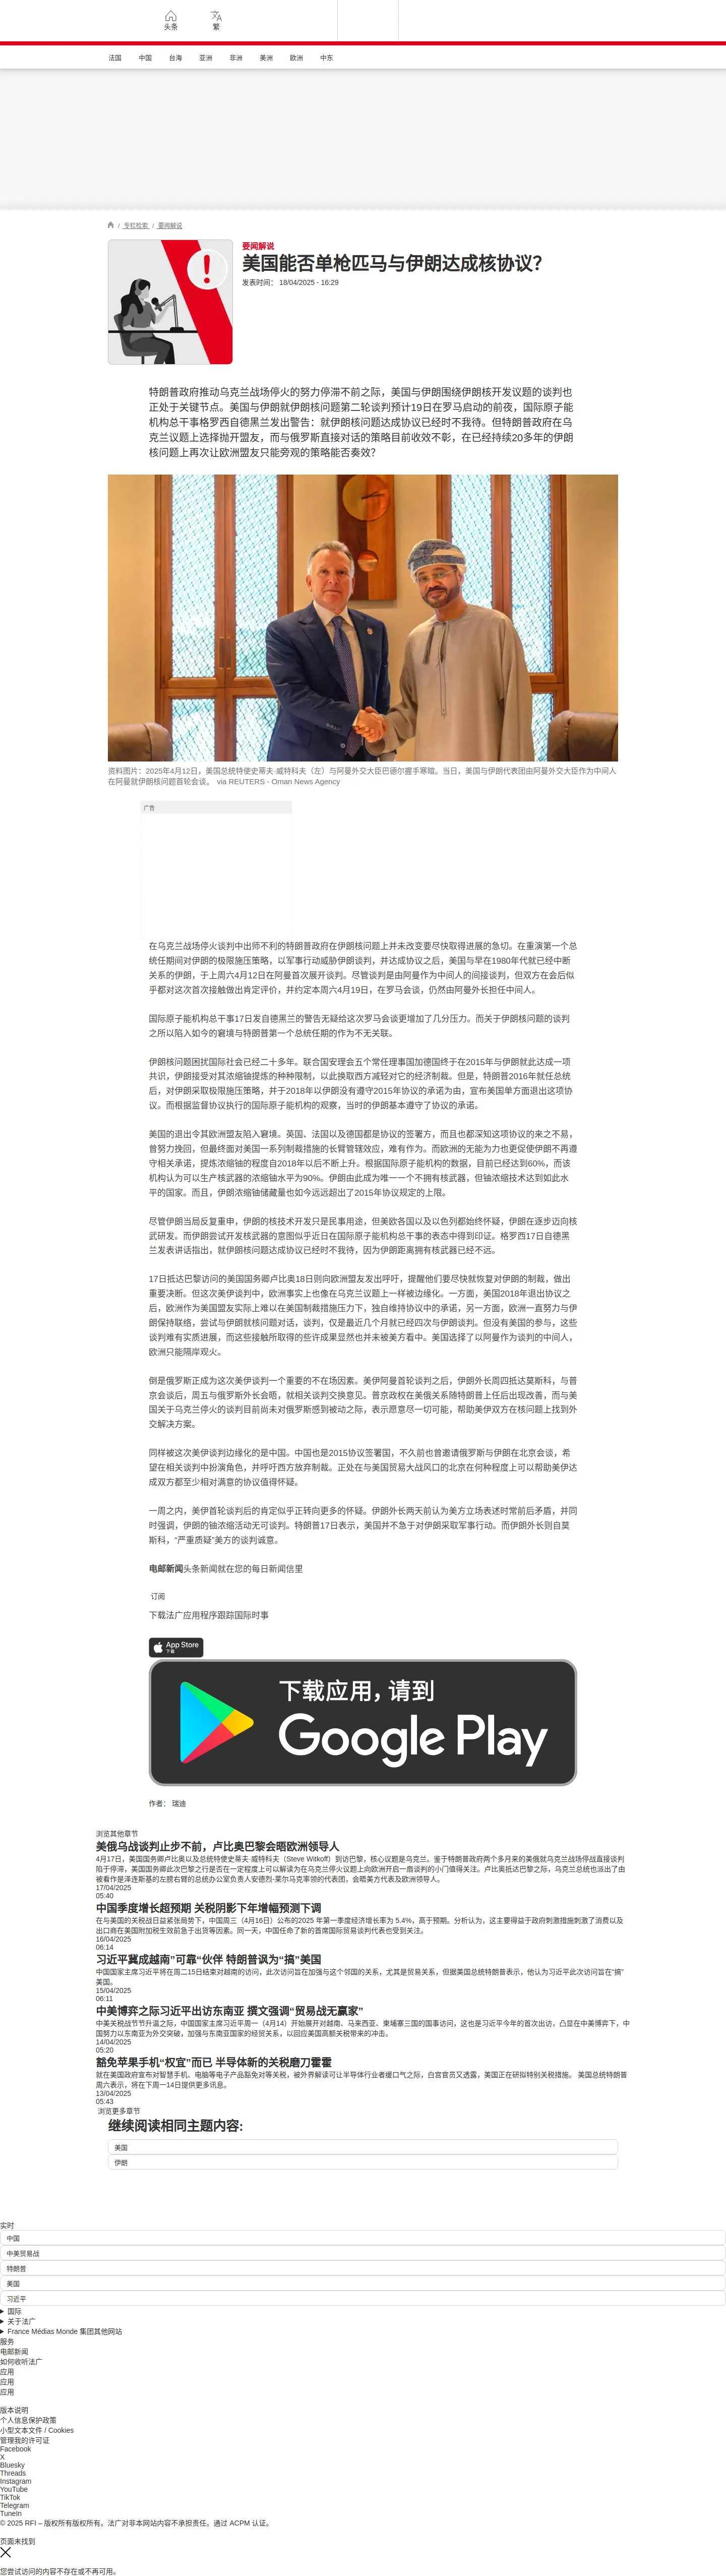 头条
繁
法国 中国 台海 亚洲 非洲 美洲 欧洲 中东
/ 专栏检索 / 要闻解说
要闻解说
美国能否单枪匹马与伊朗达成核协议?
发表时间： 18/04/2025 - 16:29
特朗普政府推动乌克兰战场停火的努力停滞不前之际，美国与伊朗围绕伊朗核开发议题的谈判也
正处于关键节点。美国与伊朗就伊朗核问题第二轮谈判预计19日在罗马启动的前夜，国际原子能
机构总干事格罗西自德黑兰发出警告：就伊朗核问题达成协议已经时不我待。但特朗普政府在乌
克兰议题上选择抛开盟友，而与俄罗斯直接对话的策略目前收效不彰，在已经持续20多年的伊朗
核问题上再次让欧洲盟友只能旁观的策略能否奏效?
资料图片：2025年4月12日，美国总统特使史蒂夫·威特科夫（左）与阿曼外交大臣巴德尔握手寒暄。当日，美国与伊朗代表团由阿曼外交大臣作为中间人
在阿曼就伊朗核问题首轮会谈。 via REUTERS - Oman News Agency
广告
在乌克兰战场停火谈判中出师不利的特朗普政府在伊朗核问题上并未改变要尽快取得进展的急切。在重演第一个总
统任期间对伊朗的极限施压策略，以军事行动威胁伊朗谈判，并达成协议之后，美国与早在1980年代就已经中断
关系的伊朗，于上周六4月12日在阿曼首次展开谈判。尽管谈判是由阿曼作为中间人的间接谈判，但双方在会后似
乎都对这次首次接触做出肯定评价，并约定本周六4月19日，在罗马会谈，仍然由阿曼外长担任中间人。
国际原子能机构总干事17日发自德黑兰的警告无疑给这次罗马会谈更增加了几分压力。而关于伊朗核问题的谈判
之所以陷入如今的窘境与特朗普第一个总统任期的作为不无关联。
伊朗核问题困扰国际社会已经二十多年。联合国安理会五个常任理事国加德国终于在2015年与伊朗就此达成一项
共识，伊朗接受对其浓缩铀提炼的种种限制，以此换取西方减轻对它的经济制裁。但是，特朗普2016年就任总统
后，对伊朗采取极限施压策略，并于2018年以伊朗没有遵守2015年协议的承诺为由，宣布美国单方面退出这项协
议。而根据监督协议执行的国际原子能机构的观察，当时的伊朗基本遵守了协议的承诺。
美国的退出令其欧洲盟友陷入窘境。英国、法国以及德国都是协议的签署方，而且也都深知这项协议的来之不易，
曾努力挽回，但最终面对美国一系列制裁措施的长臂管辖效应，难有作为。而欧洲的无能为力也更促使伊朗不再遵
守相关承诺，提炼浓缩铀的程度自2018年以后不断上升。根据国际原子能机构的数据，目前已经达到60%，而该
机构认为可以生产核武器的浓缩铀水平为90%。伊朗由此成为唯一一个不拥有核武器，但铀浓缩技术达到如此水
平的国家。而且，伊朗浓缩铀储藏量也如今远远超出了2015年协议规定的上限。
尽管伊朗当局反复重申，伊朗的核技术开发只是民事用途，但美欧各国以及以色列都始终怀疑，伊朗在逐步迈向核
武研发。而伊朗尝试开发核武器的意图似乎近日在国际原子能机构总干事的表态中得到印证。格罗西17日自德黑
兰发表讲话指出，就伊朗核问题达成协议已经时不我待，因为伊朗距离拥有核武器已经不远。
17日抵达巴黎访问的美国国务卿卢比奥18日则向欧洲盟友发出呼吁，提醒他们要尽快就恢复对伊朗的制裁，做出
重要决断。但这次美伊谈判中，欧洲事实上也像在乌克兰议题上一样被边缘化。一方面，美国2018年退出协议之
后，欧洲作为美国盟友实际上难以在美国制裁措施压力下，独自维持协议中的承诺，另一方面，欧洲一直努力与伊
朗保持联络，尝试与伊朗就核问题对话，谈判，仅是最近几个月就已经四次与伊朗谈判。但没有美国的参与，这些
谈判难有实质进展，而这些接触所取得的些许成果显然也并未被美方看中。美国选择了以阿曼作为谈判的中间人，
欧洲只能隔岸观火。
倒是俄罗斯正成为这次美伊谈判一个重要的不在场因素。美伊阿曼首轮谈判之后，伊朗外长周四抵达莫斯科，与普
京会谈后，周五与俄罗斯外长会晤，就相关谈判交换意见。普京政权在美俄关系随特朗普上任后出现改善，而与美
国关于乌克兰停火的谈判目前尚未对俄罗斯感到被动之际，表示愿意尽一切可能，帮助美伊双方在核问题上找到外
交解决方案。
同样被这次美伊谈判边缘化的是中国。中国也是2015协议签署国，不久前也曾邀请俄罗斯与伊朗在北京会谈，希
望在相关谈判中扮演角色，并呼吁西方放弃制裁。正处在与美国贸易大战风口的北京在何种程度上可以帮助美伊达
成双方都至少相对满意的协议值得怀疑。
一周之内，美伊首轮谈判后的肯定似乎正转向更多的怀疑。伊朗外长两天前认为美方立场表述时常前后矛盾，并同
时强调，伊朗的铀浓缩活动无可谈判。特朗普17日表示，美国并不急于对伊朗采取军事行动。而伊朗外长则自莫
斯科，“严重质疑”美方的谈判诚意。
电邮新闻头条新闻就在您的每日新闻信里
订阅
下载法广应用程序跟踪国际时事
App Store
下载
下载应用，请到
Google Play
作者： 瑞迪
浏览其他章节
美俄乌战谈判止步不前，卢比奥巴黎会晤欧洲领导人
4月17日，美国国务卿卢比奥以及总统特使史蒂夫·威特科夫（Steve Witkoff）到访巴黎，核心议题是乌克兰。鉴于特朗普政府两个多月来的美俄就乌克兰战场停战直接谈判
陷于停滞，美国国务卿此次巴黎之行是否在一定程度上可以解读为在乌克兰停火议题上向欧洲开启一扇谈判的小门值得关注。卢比奥抵达巴黎之际，乌克兰总统也派出了由
被看作是泽连斯基的左膀右臂的总统办公室负责人安德烈·莱尔马克率领的代表团，会晤美方代表及欧洲领导人。
17/04/2025
05:40
中国季度增长超预期 关税阴影下年增幅预测下调
在与美国的关税战日益紧张局势下，中国周三（4月16日）公布的2025 年第一季度经济增长率为 5.4%，高于预期。分析认为，这主要得益于政府刺激措施刺激了消费以及
出口商在美国附加税生效前急于出货等因素。同一天，中国任命了新的首席国际贸易谈判代表也受到关注。
16/04/2025
06:14
习近平冀成越南”可靠“伙伴 特朗普讽为“搞”美国
中国国家主席习近平将在周二15日结束对越南的访问，此次访问旨在加强与这个邻国的关系，尤其是贸易关系，但据美国总统特朗普表示，他认为习近平此次访问旨在“搞”
美国。
15/04/2025
06:11
中美博弈之际习近平出访东南亚 撰文强调“贸易战无赢家”
中美关税战节节升温之际，中国国家主席习近平周一（4月14）开始展开对越南、马来西亚、柬埔寨三国的国事访问，这也是习近平今年的首次出访，凸显在中美博弈下，中
国努力以东南亚为外交突破，加强与东南亚国家的经贸关系，以回应美国高额关税带来的冲击。
14/04/2025
05:20
豁免苹果手机“权宜”而已 半导体新的关税磨刀霍霍
就在美国政府宣布对智慧手机、电脑等电子产品豁免对等关税，被外界解读可让半导体行业者缓口气之际，白宫官员又透露，美国正在研拟特别关税措施。 美国总统特朗普
周六表示，将在下周一14日提供更多讯息。
13/04/2025
05:43
浏览更多章节
继续阅读相同主题内容:
美国
伊朗
实时
中国
中美贸易战
特朗普
美国
习近平
国际
关于法广
France Médias Monde 集团其他网站
服务
电邮新闻
如何收听法广
应用
应用
应用
版本说明
个人信息保护政策
小型文本文件 / Cookies
管理我的许可证
Facebook
X
Bluesky
Threads
Instagram
YouTube
TikTok
Telegram
TuneIn
© 2025 RFI – 版权所有版权所有，法广对非本网站内容不承担责任。通过 ACPM 认证。
页面未找到
您尝试访问的内容不存在或不再可用。